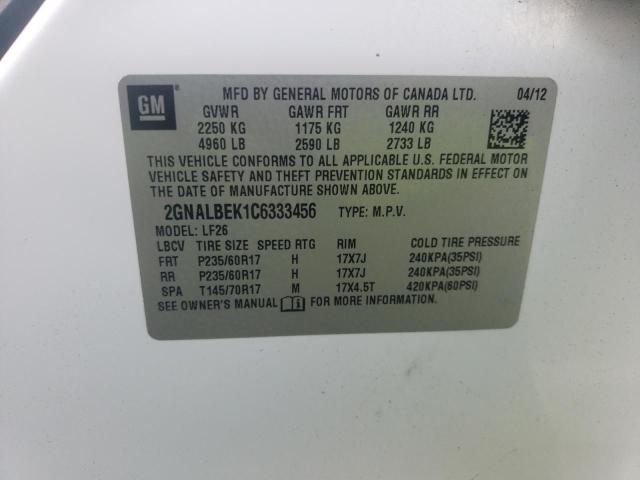 GM ® MFD BY GENERAL MOTORS OF CANADA LTD. 04/12
GVWR GAWR FRT GAWR RR
2250 KG 1175 KG 1240 KG
4960 LB 2590 LB 2733 LB
THIS VEHICLE CONFORMS TO ALL APPLICABLE U.S. FEDERAL MOTOR
VEHICLE SAFETY AND THEFT PREVENTION STANDARDS IN EFFECT ON
THE DATE OF MANUFACTURE SHOWN ABOVE.
2GNALBEK1C6333456 TYPE: M.P.V.
MODEL: LF26
LBCV TIRE SIZE SPEED RTG RIM COLD TIRE PRESSURE
FRT P235/60R17 H 17X7J 240KPA(35PSI)
RR P235/60R17 H 17X7J 240KPA(35PSI)
SPA T145/70R17 M 17X4.5T 420KPA(60PSI)
SEE OWNER'S MANUAL FOR MORE INFORMATION.